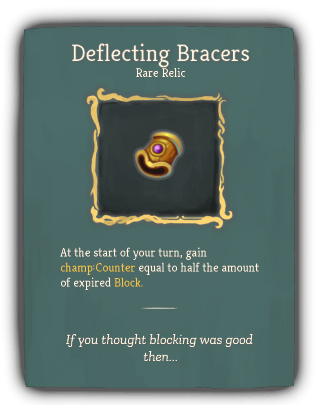 Deflecting Bracers
Rare Relic
At the start of your turn, gain
champ:Counter equal to half the amount
of expired Block.
If you thought blocking was good
then...